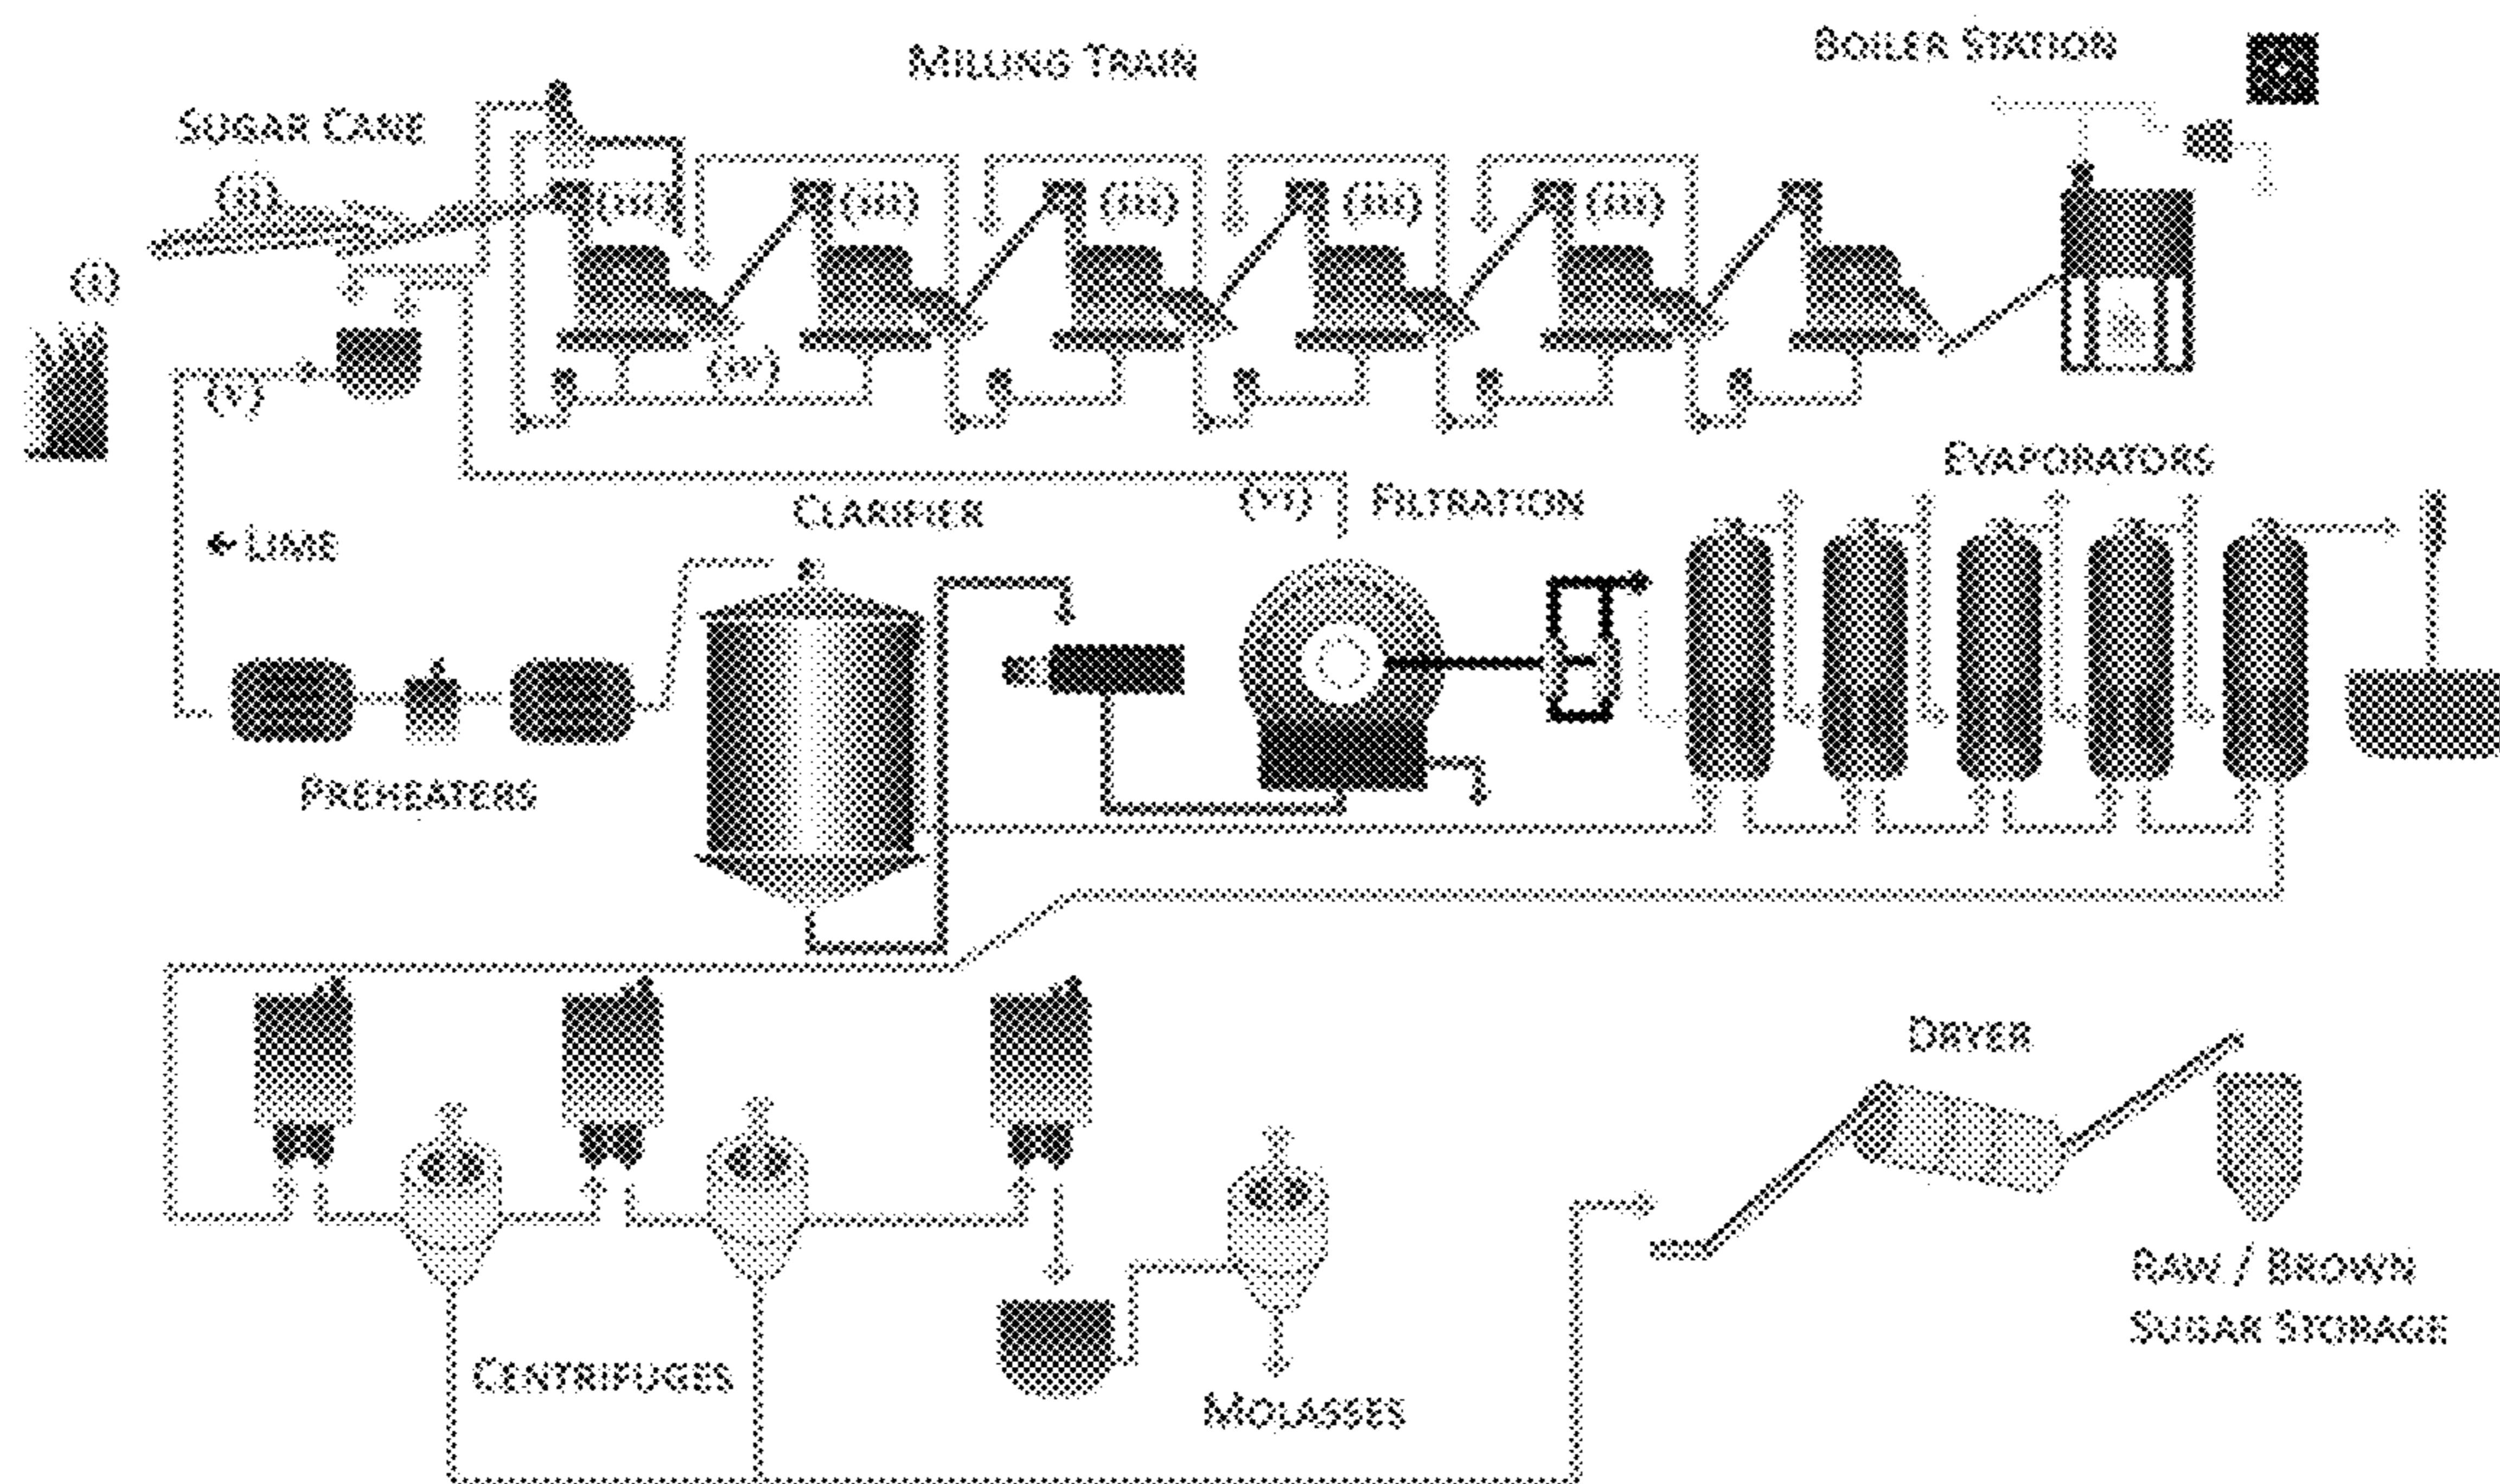 MILLING TRAIN
BOILER STATION
SUGAR CANE
(ii)
(iii)
(iii)
(iii)
(iii)
(iii)
(i)
(iv)
(v)
EVAPORATORS
CLARIFIER
(vi)
FILTRATION
← LIME
PREHEATERS
DRYER
RAW / BROWN
SUGAR STORAGE
CENTRIFUGES
MOLASSES